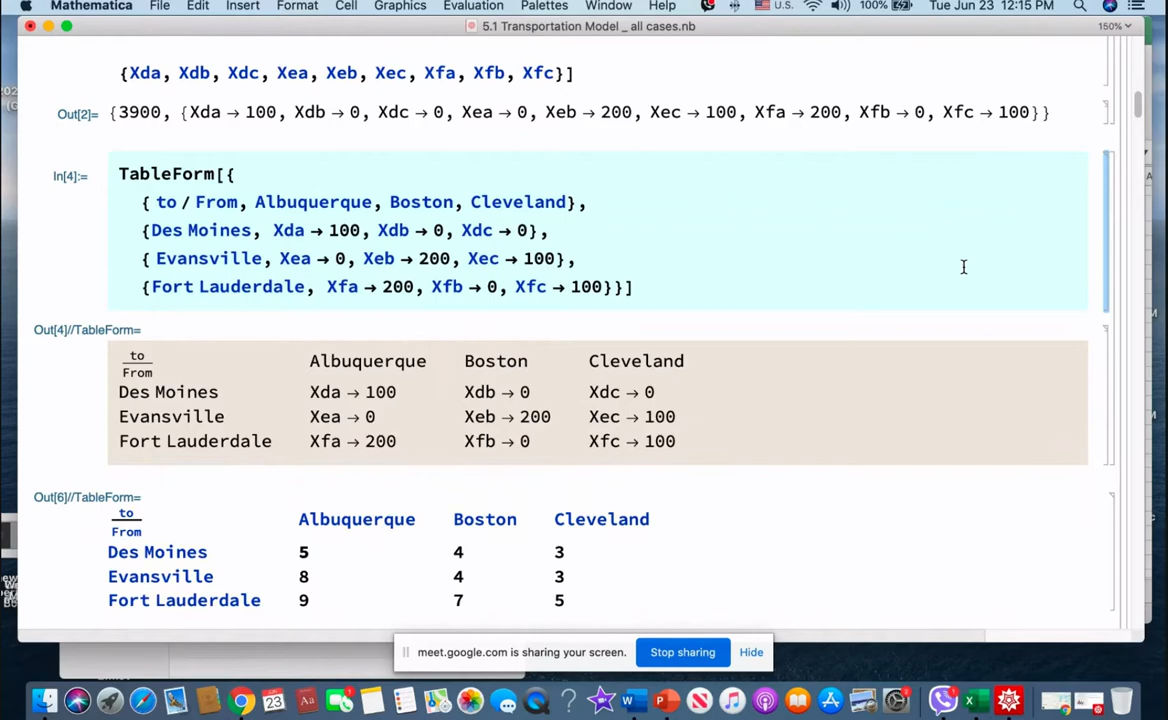 Mathematica File Edit Insert Format Cell Graphics Evaluation Palettes Window Help U.S. 100% Tue Jun 23 12:15 PM
5.1 Transportation Model _ all cases.nb 150%
{Xda, Xdb, Xdc, Xea, Xeb, Xec, Xfa, Xfb, Xfc}]
Out[2]= {3900, {Xda → 100, Xdb → 0, Xdc → 0, Xea → 0, Xeb → 200, Xec → 100, Xfa → 200, Xfb → 0, Xfc → 100}}
In[4]:= TableForm[{
{ to / From, Albuquerque, Boston, Cleveland},
{Des Moines, Xda → 100, Xdb → 0, Xdc → 0},
{ Evansville, Xea → 0, Xeb → 200, Xec → 100},
{Fort Lauderdale, Xfa → 200, Xfb → 0, Xfc → 100}}]
Out[4]//TableForm=
to
From Albuquerque Boston Cleveland
Des Moines Xda → 100 Xdb → 0 Xdc → 0
Evansville Xea → 0 Xeb → 200 Xec → 100
Fort Lauderdale Xfa → 200 Xfb → 0 Xfc → 100
Out[6]//TableForm=
to
From Albuquerque Boston Cleveland
Des Moines 5 4 3
Evansville 8 4 3
Fort Lauderdale 9 7 5
meet.google.com is sharing your screen. Stop sharing Hide